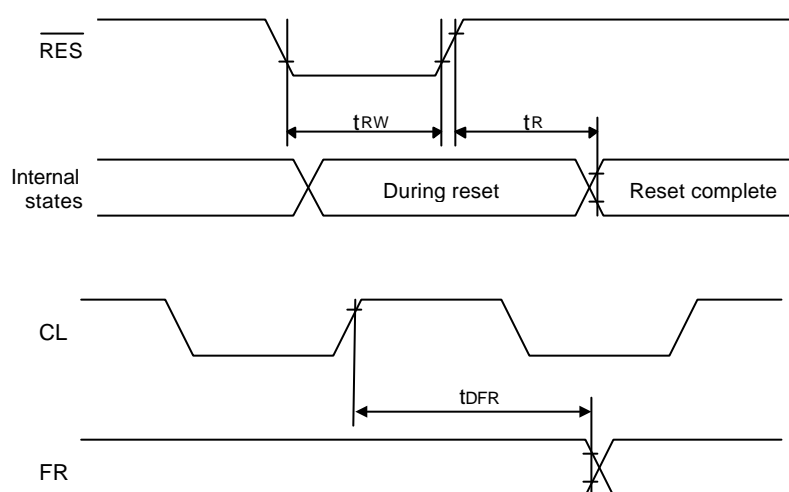 RES
tRW
tR
Internal
states
During reset
Reset complete
CL
tDFR
FR